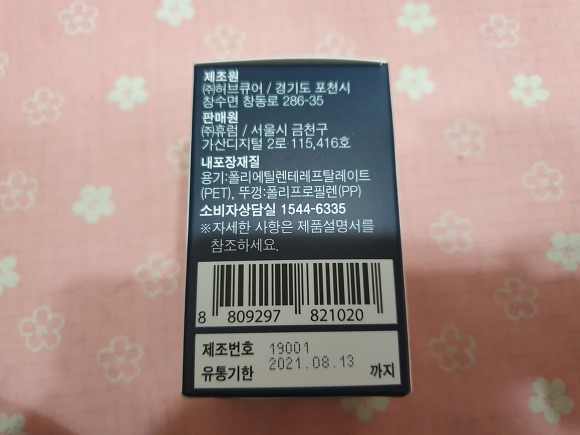 제조원
㈜허브큐어 / 경기도 포천시
창수면 창동로 286-35
판매원
㈜휴럼 / 서울시 금천구
가산디지털 2로 115,416호
내포장재질
용기:폴리에틸렌테레프탈레이트
(PET), 뚜껑:폴리프로필렌(PP)
소비자상담실 1544-6335
※자세한 사항은 제품설명서를
참조하세요.
8 809297 821020
제조번호 19001
유통기한 2021.08.13 까지